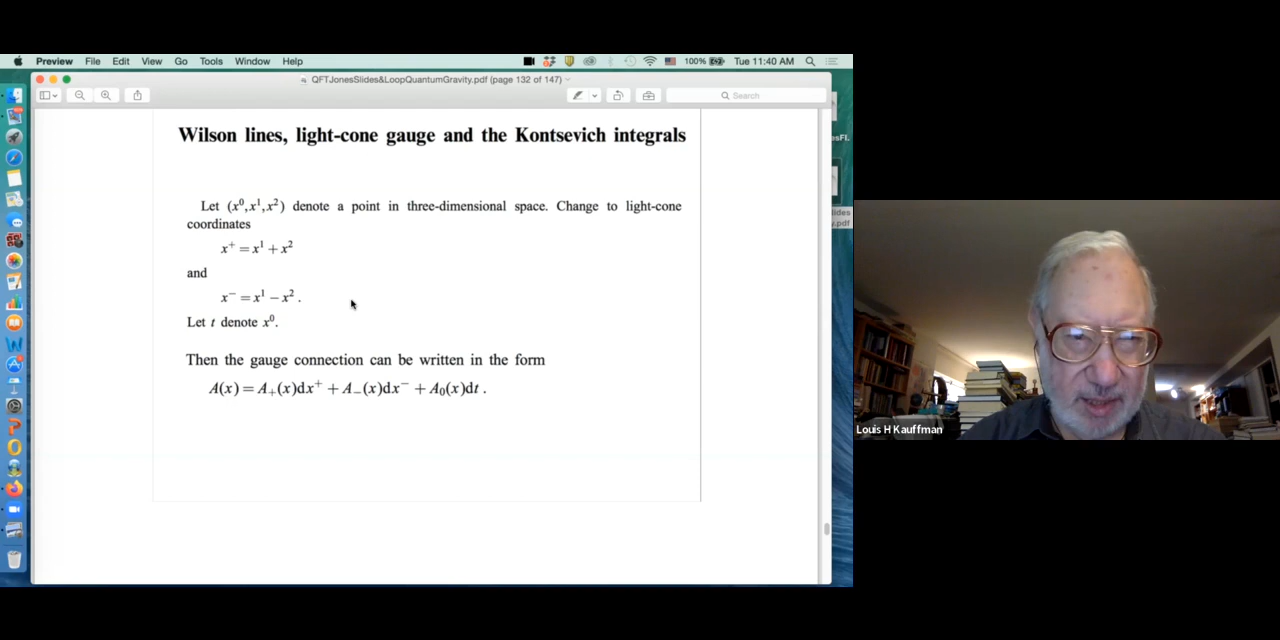 Preview File Edit View Go Tools Window Help 100% Tue 11:40 AM
QFTJonesSlides&LoopQuantumGravity.pdf (page 132 of 147)
Search
Wilson lines, light-cone gauge and the Kontsevich integrals
Let (x⁰,x¹,x²) denote a point in three-dimensional space. Change to light-cone
coordinates
x⁺ = x¹ + x²
and
x⁻ = x¹ − x² .
Let t denote x⁰.
Then the gauge connection can be written in the form
A(x) = A₊(x)dx⁺ + A₋(x)dx⁻ + A₀(x)dt .
Louis H Kauffman